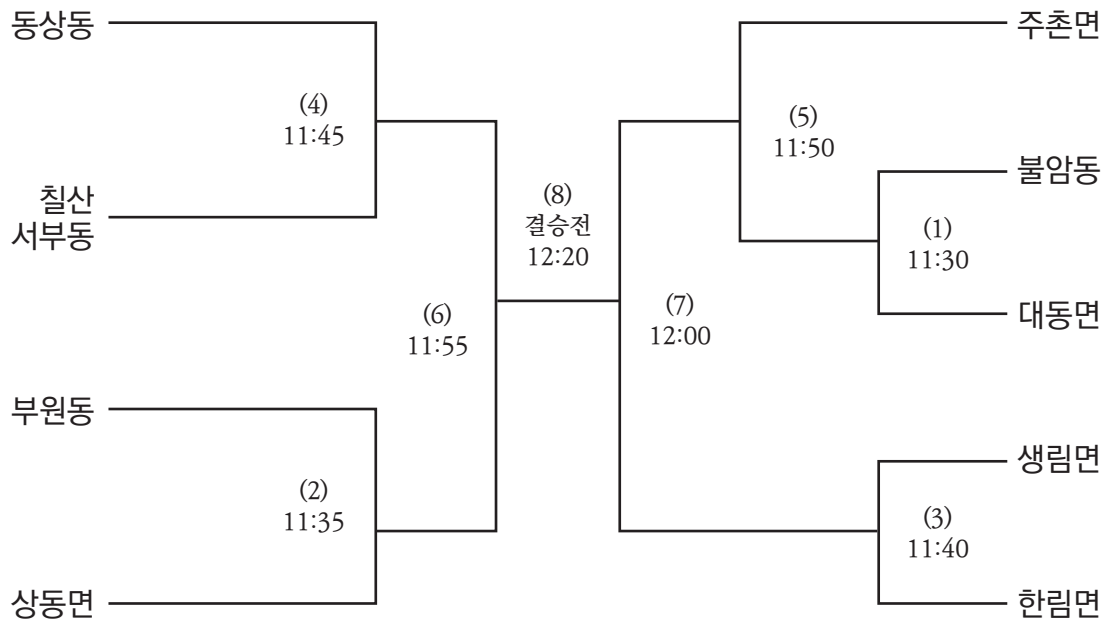 동상동
(4)
11:45
칠산
서부동
(6)
11:55
부원동
(2)
11:35
상동면
(8)
결승전
12:20
주촌면
(5)
11:50
불암동
(1)
11:30
대동면
(7)
12:00
생림면
(3)
11:40
한림면